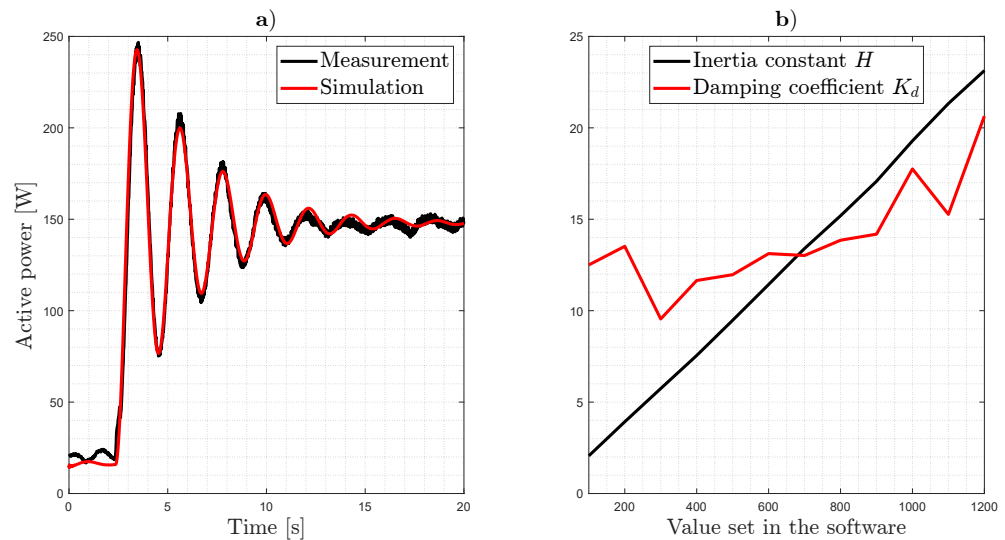 a)
250
200
150
100
50
0
0 5 10 15 20
Active power [W]
Time [s]
Measurement
Simulation
b)
25
20
15
10
5
0
200 400 600 800 1000 1200
Value set in the software
Inertia constant H
Damping coefficient K_d